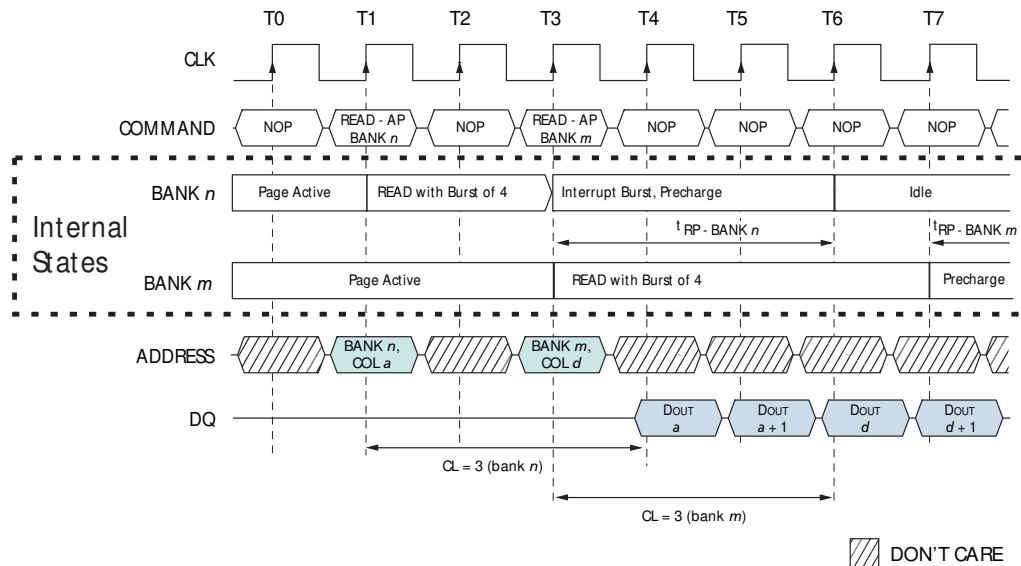 T0 T1 T2 T3 T4 T5 T6 T7
CLK
COMMAND NOP READ - AP BANK n NOP READ - AP BANK m NOP NOP NOP NOP
Internal States
BANK n Page Active READ with Burst of 4 Interrupt Burst, Precharge Idle
tRP - BANK n tRP - BANK m
BANK m Page Active READ with Burst of 4 Precharge
ADDRESS BANK n, COL a BANK m, COL d
DQ DOUT a DOUT a + 1 DOUT d DOUT d + 1
CL = 3 (bank n)
CL = 3 (bank m)
DON'T CARE